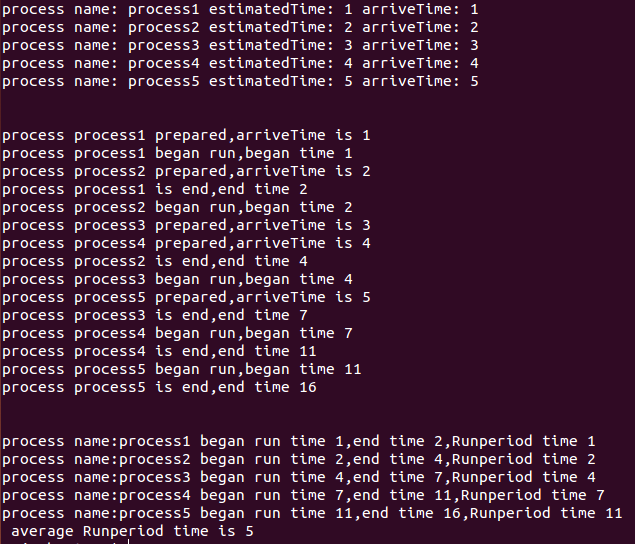 process name: process1 estimatedTime: 1 arriveTime: 1
process name: process2 estimatedTime: 2 arriveTime: 2
process name: process3 estimatedTime: 3 arriveTime: 3
process name: process4 estimatedTime: 4 arriveTime: 4
process name: process5 estimatedTime: 5 arriveTime: 5
process process1 prepared,arriveTime is 1
process process1 began run,began time 1
process process2 prepared,arriveTime is 2
process process1 is end,end time 2
process process2 began run,began time 2
process process3 prepared,arriveTime is 3
process process4 prepared,arriveTime is 4
process process2 is end,end time 4
process process3 began run,began time 4
process process5 prepared,arriveTime is 5
process process3 is end,end time 7
process process4 began run,began time 7
process process4 is end,end time 11
process process5 began run,began time 11
process process5 is end,end time 16
process name:process1 began run time 1,end time 2,Runperiod time 1
process name:process2 began run time 2,end time 4,Runperiod time 2
process name:process3 began run time 4,end time 7,Runperiod time 4
process name:process4 began run time 7,end time 11,Runperiod time 7
process name:process5 began run time 11,end time 16,Runperiod time 11
average Runperiod time is 5